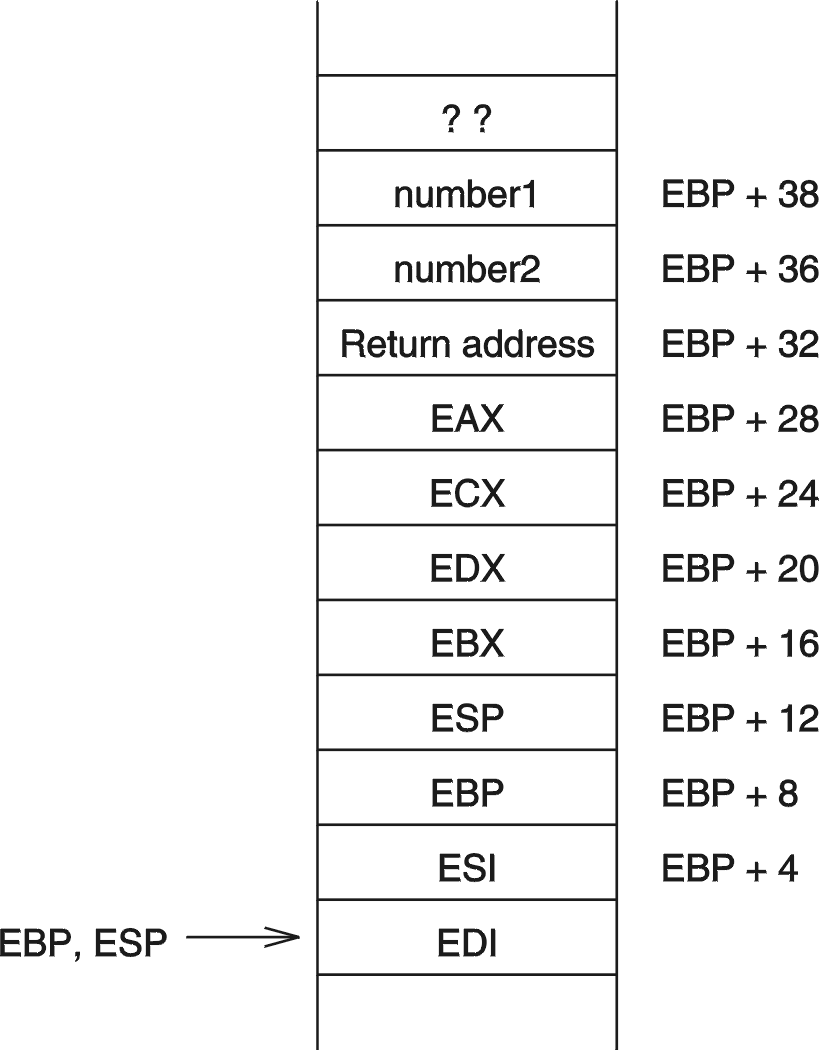 ? ?
number1 EBP + 38
number2 EBP + 36
Return address EBP + 32
EAX EBP + 28
ECX EBP + 24
EDX EBP + 20
EBX EBP + 16
ESP EBP + 12
EBP EBP + 8
ESI EBP + 4
EBP, ESP EDI